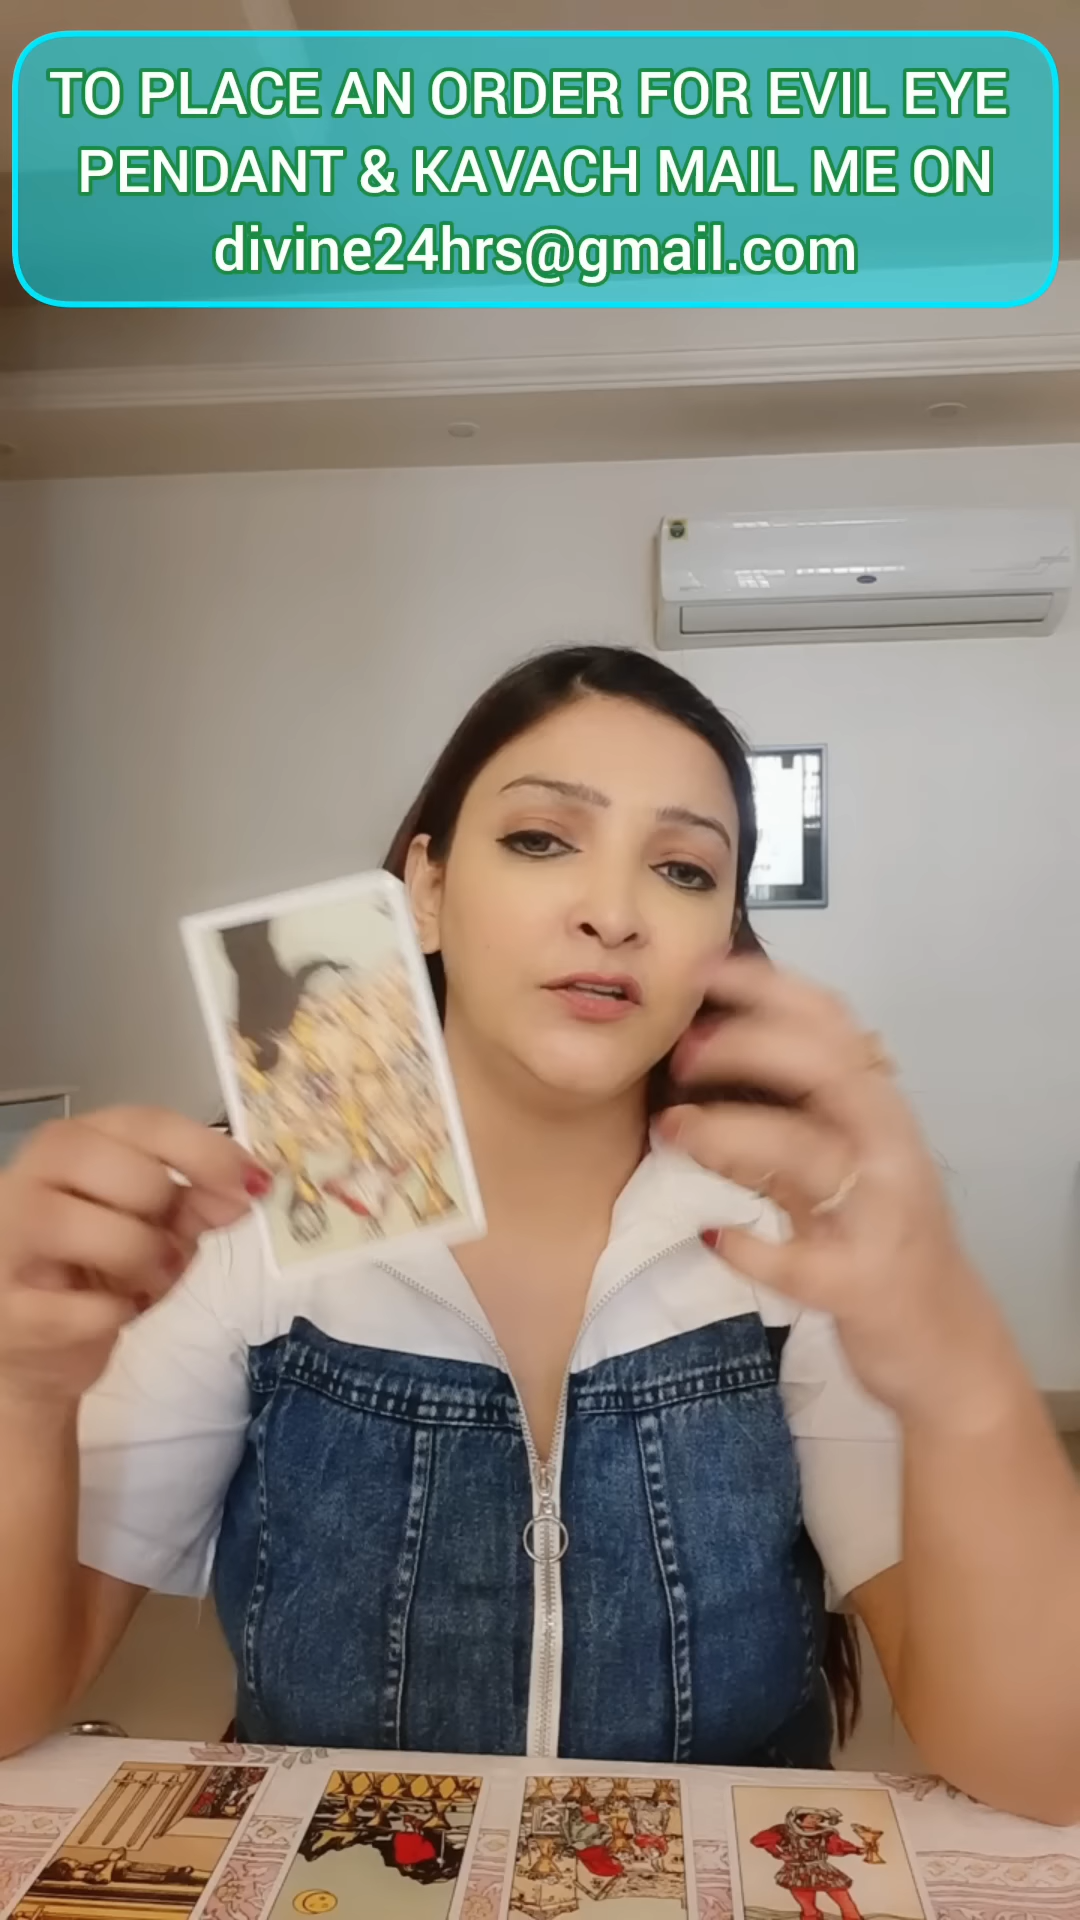 TO PLACE AN ORDER FOR EVIL EYE
PENDANT & KAVACH MAIL ME ON
divine24hrs@gmail.com